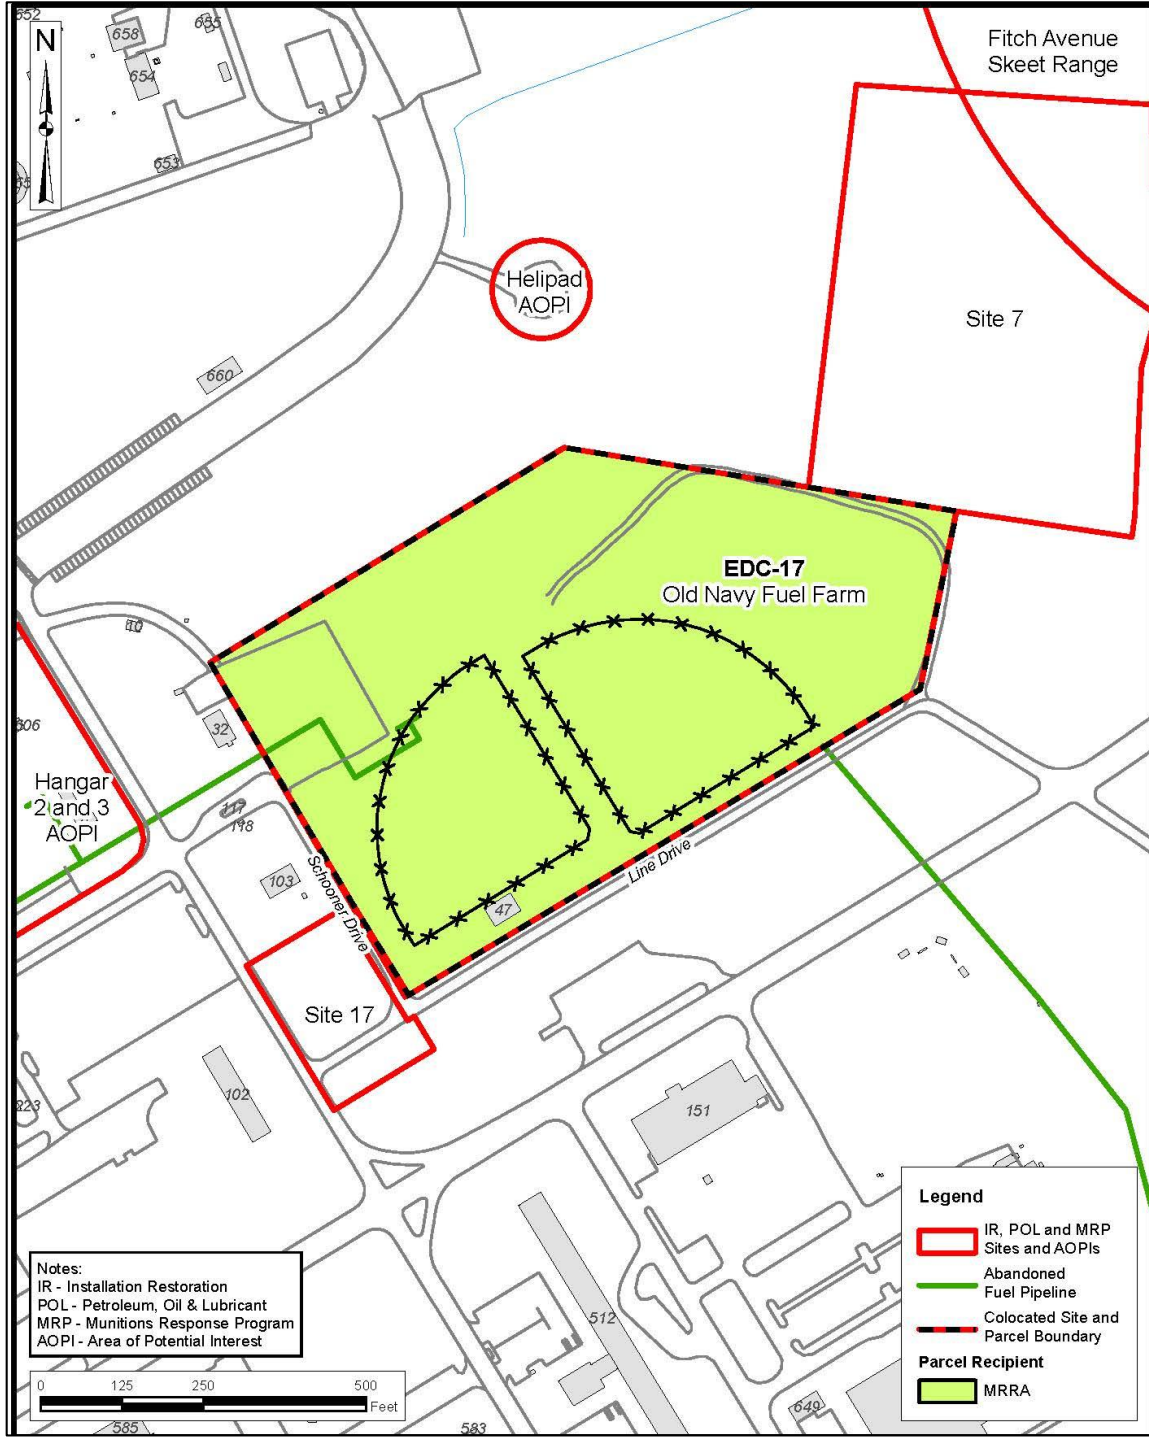 652
658
655
N
654
653
Fitch Avenue
Skeet Range
Helipad
AOPI
Site 7
660
EDC-17
Old Navy Fuel Farm
32
Hangar
2 and 3
AOPI
118
103
Schooner Drive
Line Drive
47
Site 17
102
151
512
Notes:
IR - Installation Restoration
POL - Petroleum, Oil & Lubricant
MRP - Munitions Response Program
AOPI - Area of Potential Interest
0 125 250 500
Feet
585
583
649
Legend
IR, POL and MRP
Sites and AOPIs
Abandoned
Fuel Pipeline
Colocated Site and
Parcel Boundary
Parcel Recipient
MRRA